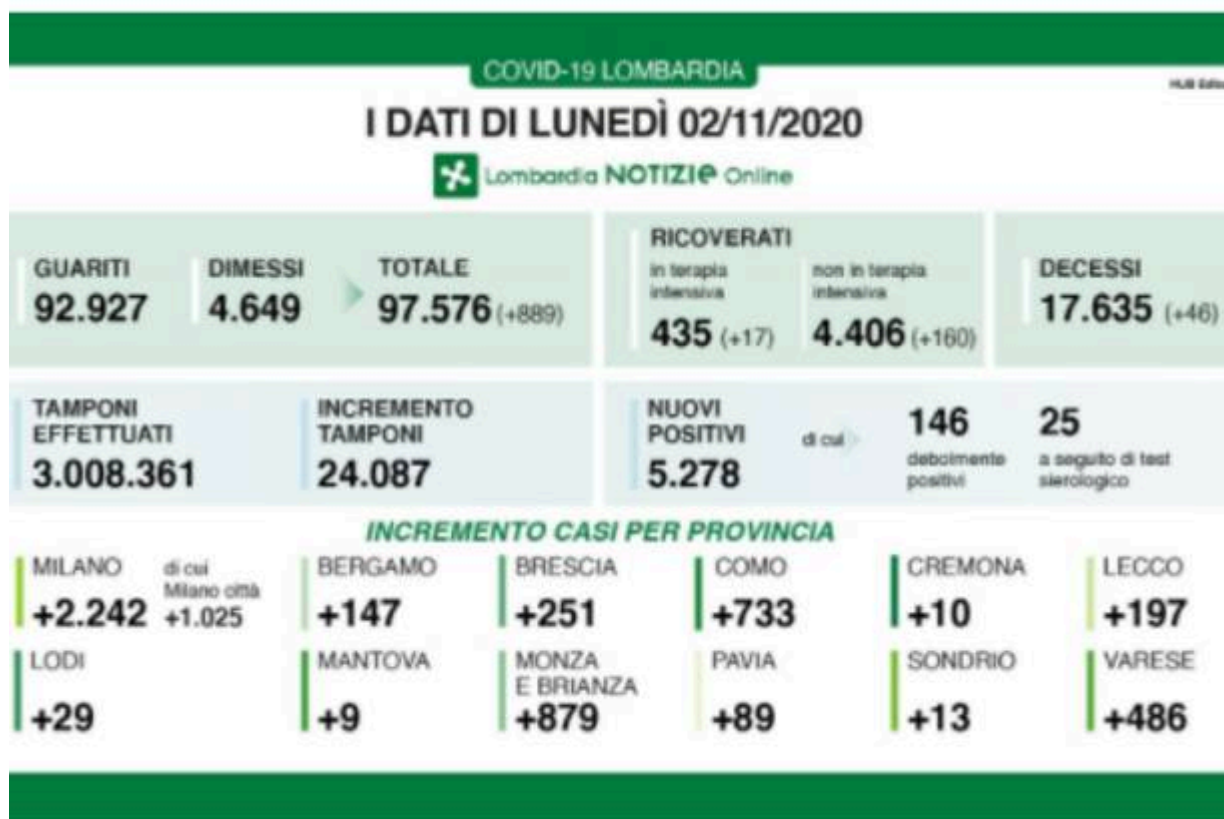 COVID-19 LOMBARDIA
I DATI DI LUNEDÌ 02/11/2020
Lombardia NOTIZIE Online
GUARITI
92.927
DIMESSI
4.649
TOTALE
97.576 (+889)
RICOVERATI
in terapia
intensiva
435 (+17)
non in terapia
intensiva
4.406 (+160)
DECESSI
17.635 (+46)
TAMPONI
EFFETTUATI
3.008.361
INCREMENTO
TAMPONI
24.087
NUOVI
POSITIVI
5.278
di cui
146
debolmente
positivi
25
a seguito di test
sierologico
INCREMENTO CASI PER PROVINCIA
MILANO
+2.242
di cui
Milano città
+1.025
BERGAMO
+147
BRESCIA
+251
COMO
+733
CREMONA
+10
LECCO
+197
LODI
+29
MANTOVA
+9
MONZA
E BRIANZA
+879
PAVIA
+89
SONDRIO
+13
VARESE
+486